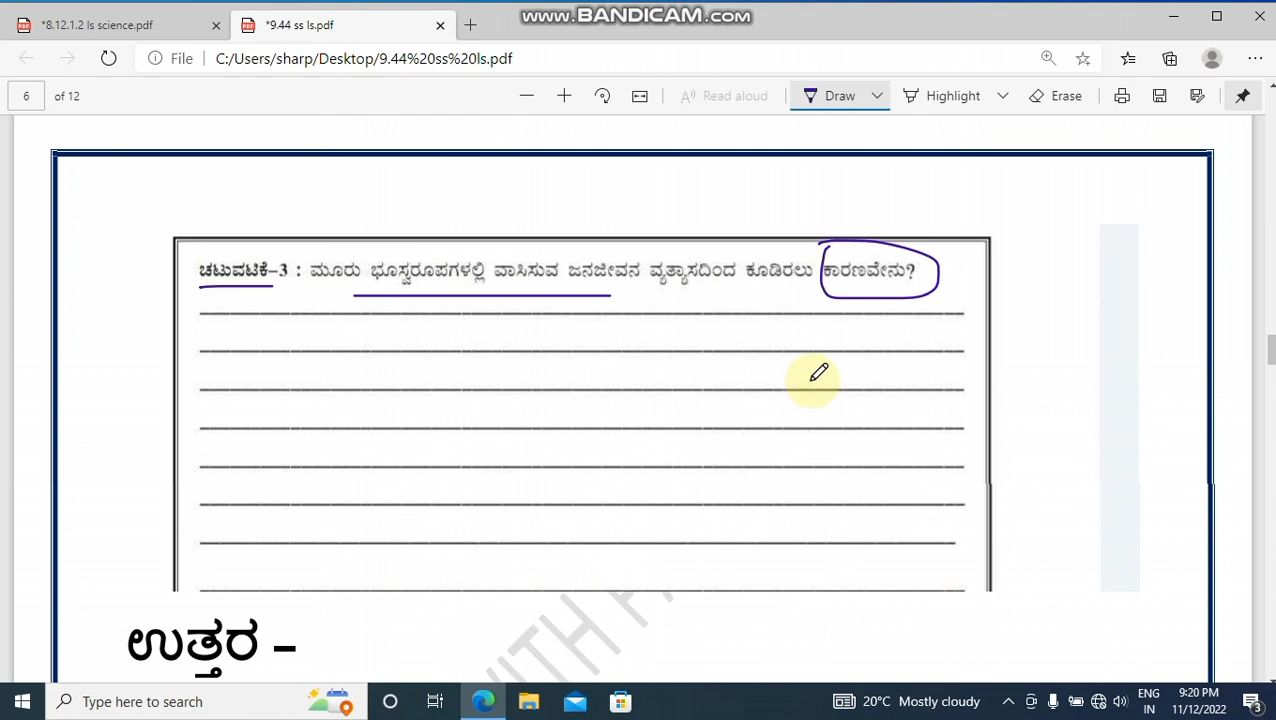 www.BANDICAM.com
*8.12.1.2 ls science.pdf
*9.44 ss ls.pdf
File C:/Users/sharp/Desktop/9.44%20ss%20ls.pdf
6 of 12 Read aloud Draw Highlight Erase
ಚಟುವಟಿಕೆ–3 : ಮೂರು ಭೂಸ್ವರೂಪಗಳಲ್ಲಿ ವಾಸಿಸುವ ಜನಜೀವನ ವ್ಯತ್ಯಾಸದಿಂದ ಕೂಡಿರಲು ಕಾರಣವೇನು?
ಉತ್ತರ –
WITH
Type here to search 20°C Mostly cloudy ENG IN 9:20 PM 11/12/2022 3